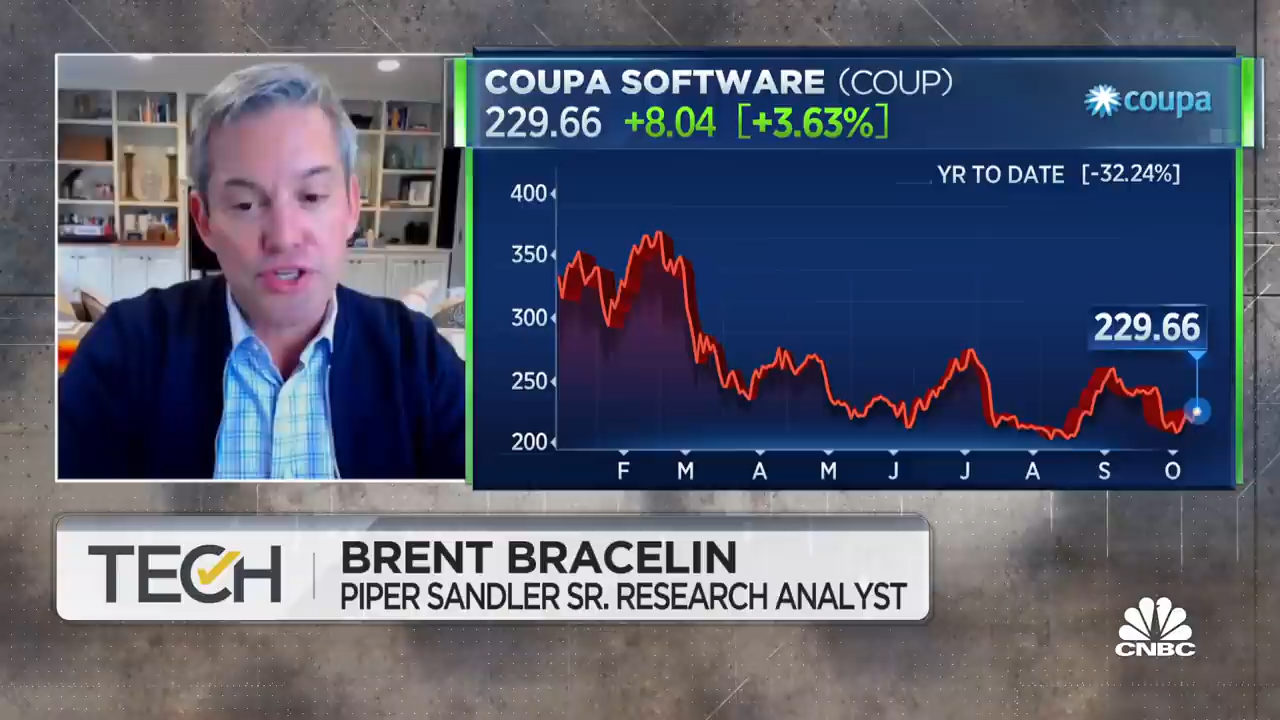 COUPA SOFTWARE (COUP)
229.66 +8.04 [+3.63%]
coupa
YR TO DATE [-32.24%]
400
350
300
250
200
229.66
F M A M J J A S O
TECH
BRENT BRACELIN
PIPER SANDLER SR. RESEARCH ANALYST
CNBC